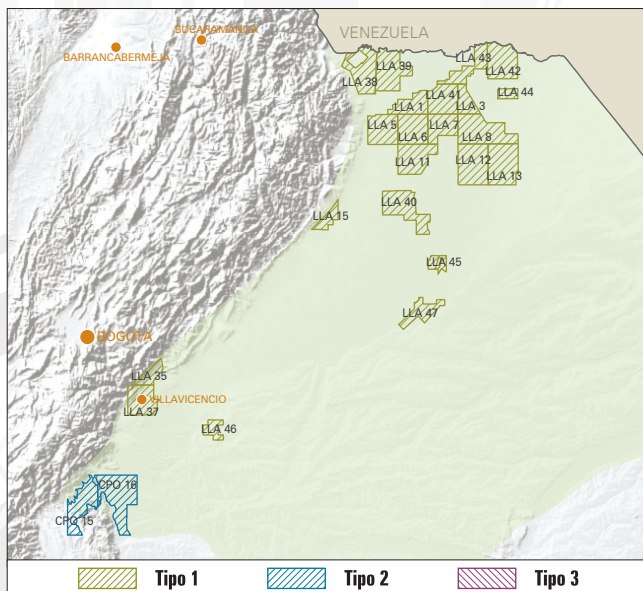 VENEZUELA
BUCARAMANGA
BARRANCABERMEJA
LLA 43
LLA 39
LLA 42
LLA 38
LLA 44
LLA 41
LLA 1
LLA 3
LLA 5
LLA 7
LLA 6
LLA 8
LLA 11
LLA 12
LLA 13
LLA 40
LLA 15
LLA 45
LLA 47
BOGOTÁ
LLA 35
VILLAVICENCIO
LLA 37
LLA 46
CPO 16
CPO 15
Tipo 1 Tipo 2 Tipo 3